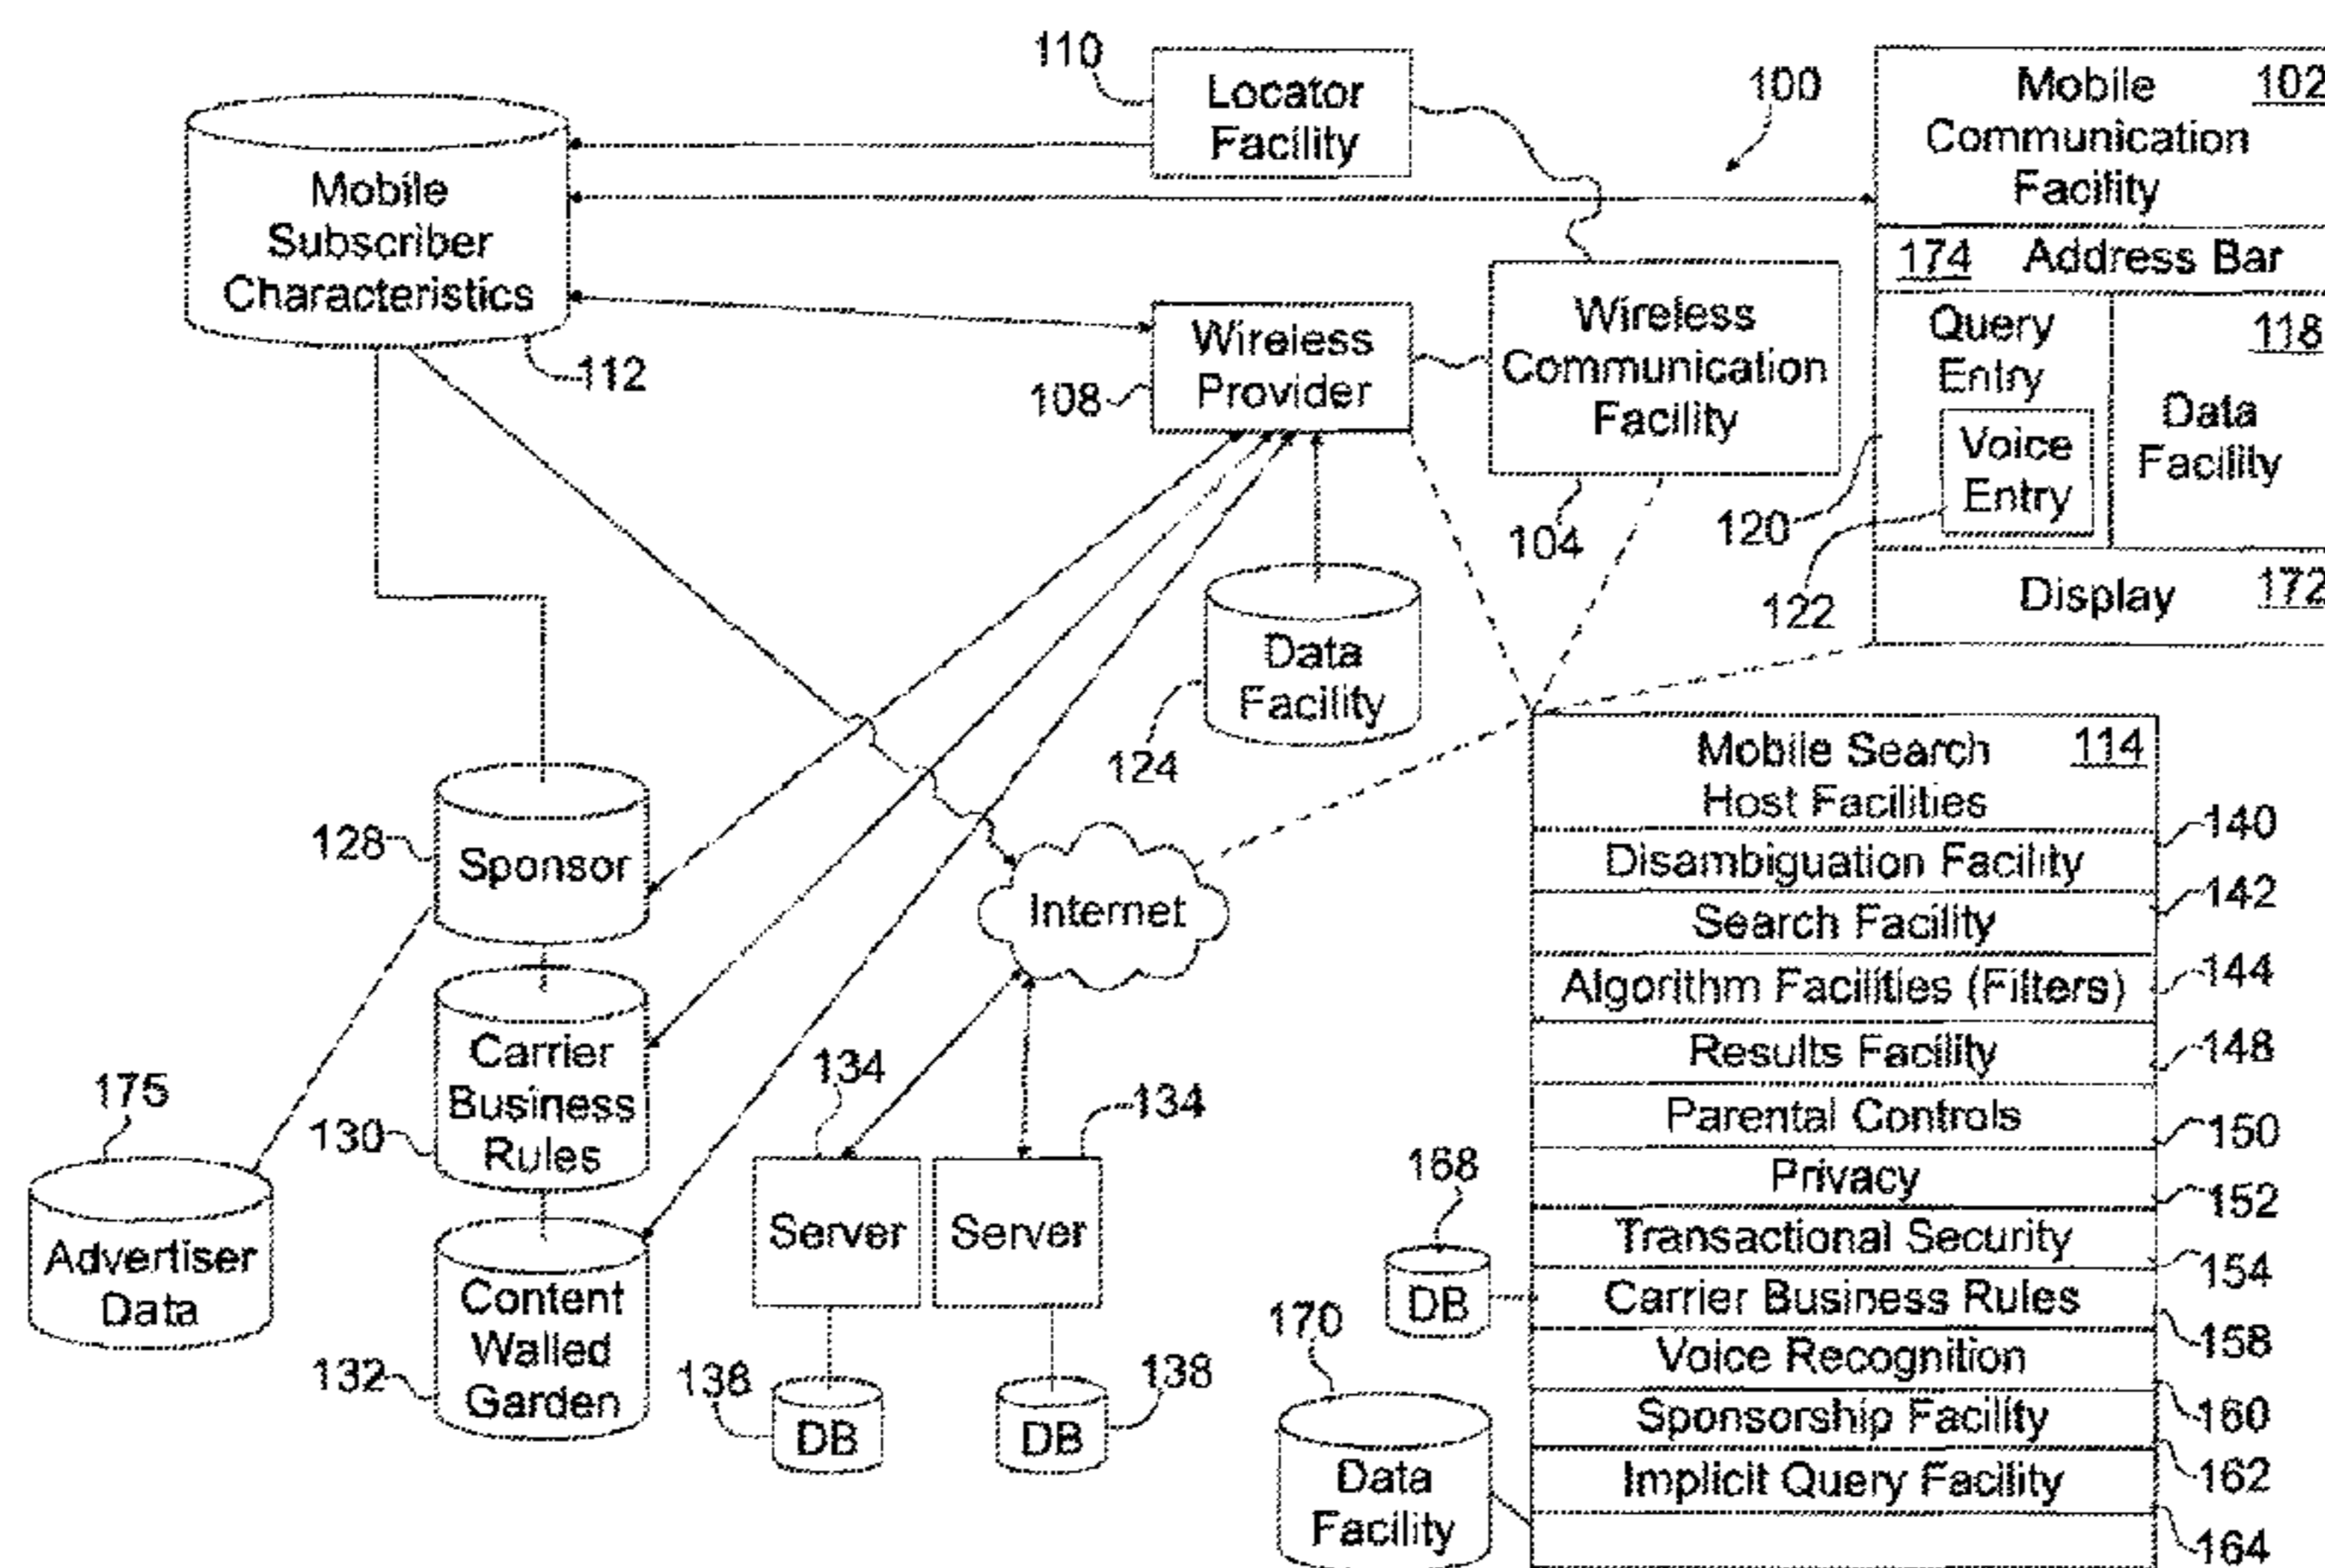 110
Locator
Facility
100
Mobile 102
Communication
Facility
Mobile
Subscriber
Characteristics
112
174 Address Bar
Query
Entry
Voice
Entry
118
Data
Facility
Display 172
120
122
Wireless
Provider
108
Wireless
Communication
Facility
104
Data
Facility
124
128
Sponsor
Internet
Carrier
Business
Rules
130
175
Advertiser
Data
Content
Walled
Garden
132
134
134
Server
Server
138
DB
DB
138
Mobile Search 114
Host Facilities
140
Disambiguation Facility
142
Search Facility
Algorithm Facilities (Filters) 144
Results Facility 148
Parental Controls
150
Privacy
152
Transactional Security
154
168
DB
Carrier Business Rules
158
Voice Recognition
160
Sponsorship Facility
162
Implicit Query Facility
164
170
Data
Facility